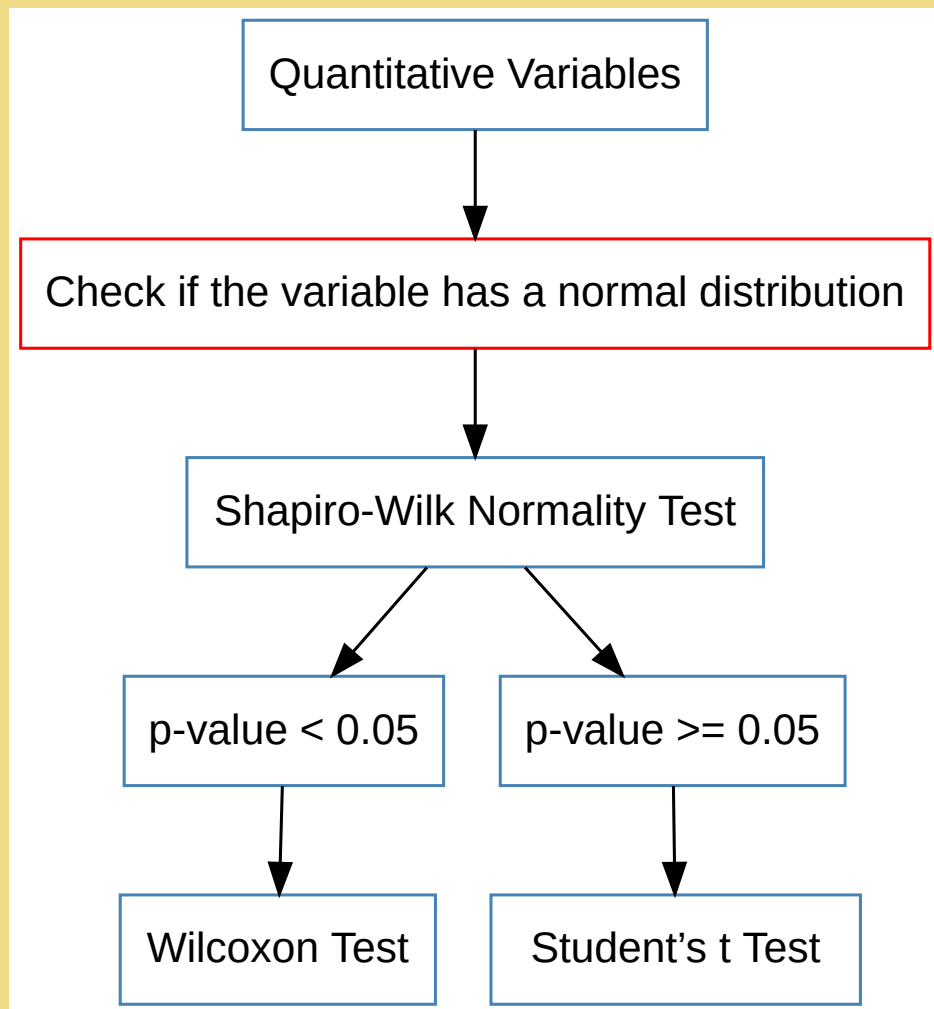 Quantitative Variables
Check if the variable has a normal distribution
Shapiro-Wilk Normality Test
p-value < 0.05
p-value >= 0.05
Wilcoxon Test
Student’s t Test